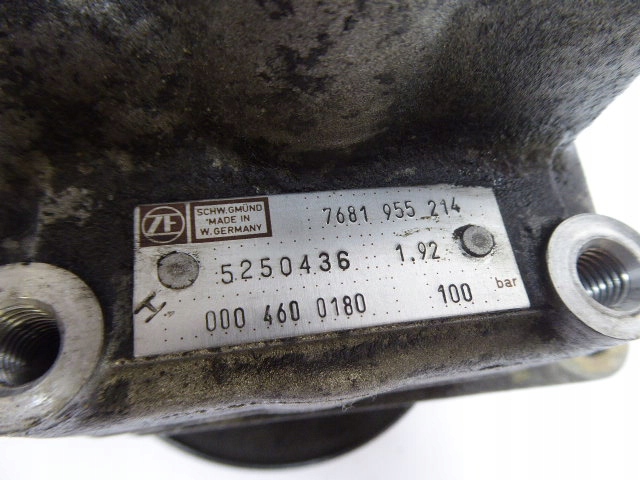 ZF SCHW.GMÜND MADE IN W.GERMANY 7681 955 214
5250436 1.92
H 000 460 0180 100 bar